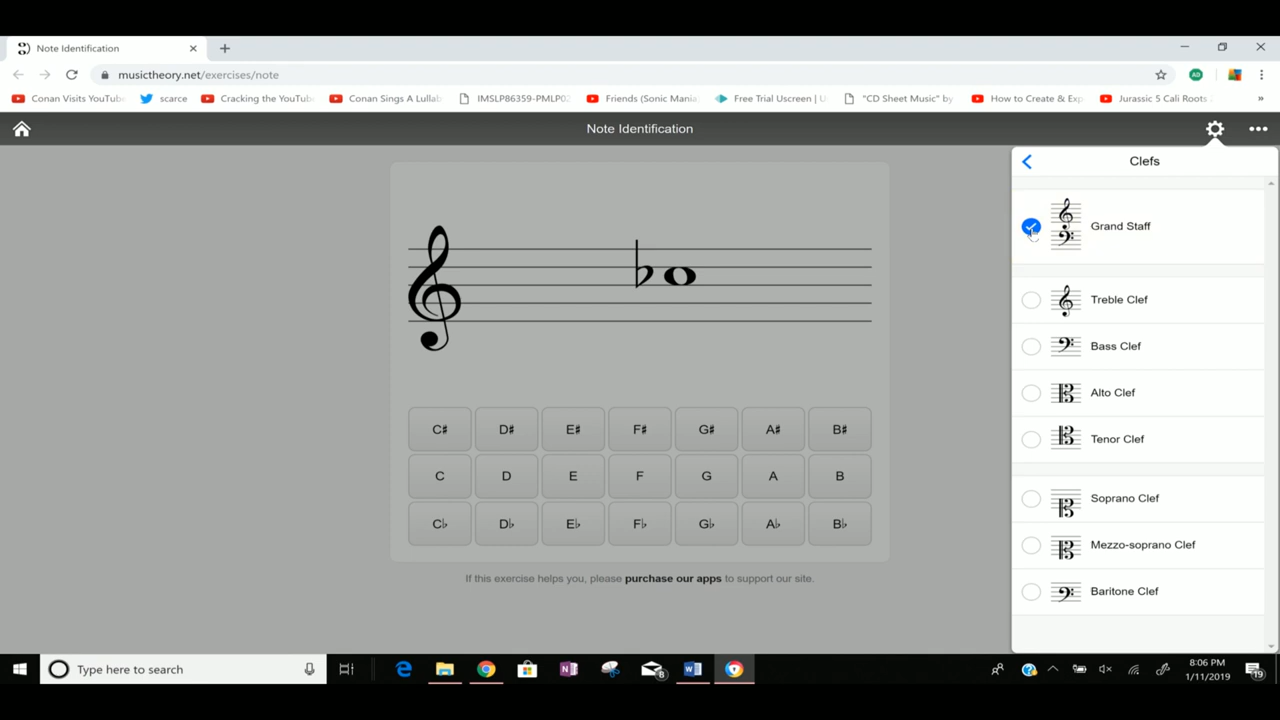 Note Identification
musictheory.net/exercises/note
AD
Conan Visits YouTub
scarce
Cracking the YouTub
Conan Sings A Lullab
IMSLP86359-PMLP02
Friends (Sonic Mania
Free Trial Uscreen | U
"CD Sheet Music" by
How to Create & Exp
Jurassic 5 Cali Roots
»
Note Identification
Clefs
Grand Staff
Treble Clef
Bass Clef
Alto Clef
Tenor Clef
Soprano Clef
Mezzo-soprano Clef
Baritone Clef
C♯ D♯ E♯ F♯ G♯ A♯ B♯
C D E F G A B
C♭ D♭ E♭ F♭ G♭ A♭ B♭
If this exercise helps you, please purchase our apps to support our site.
Type here to search
8
8:06 PM
1/11/2019
19